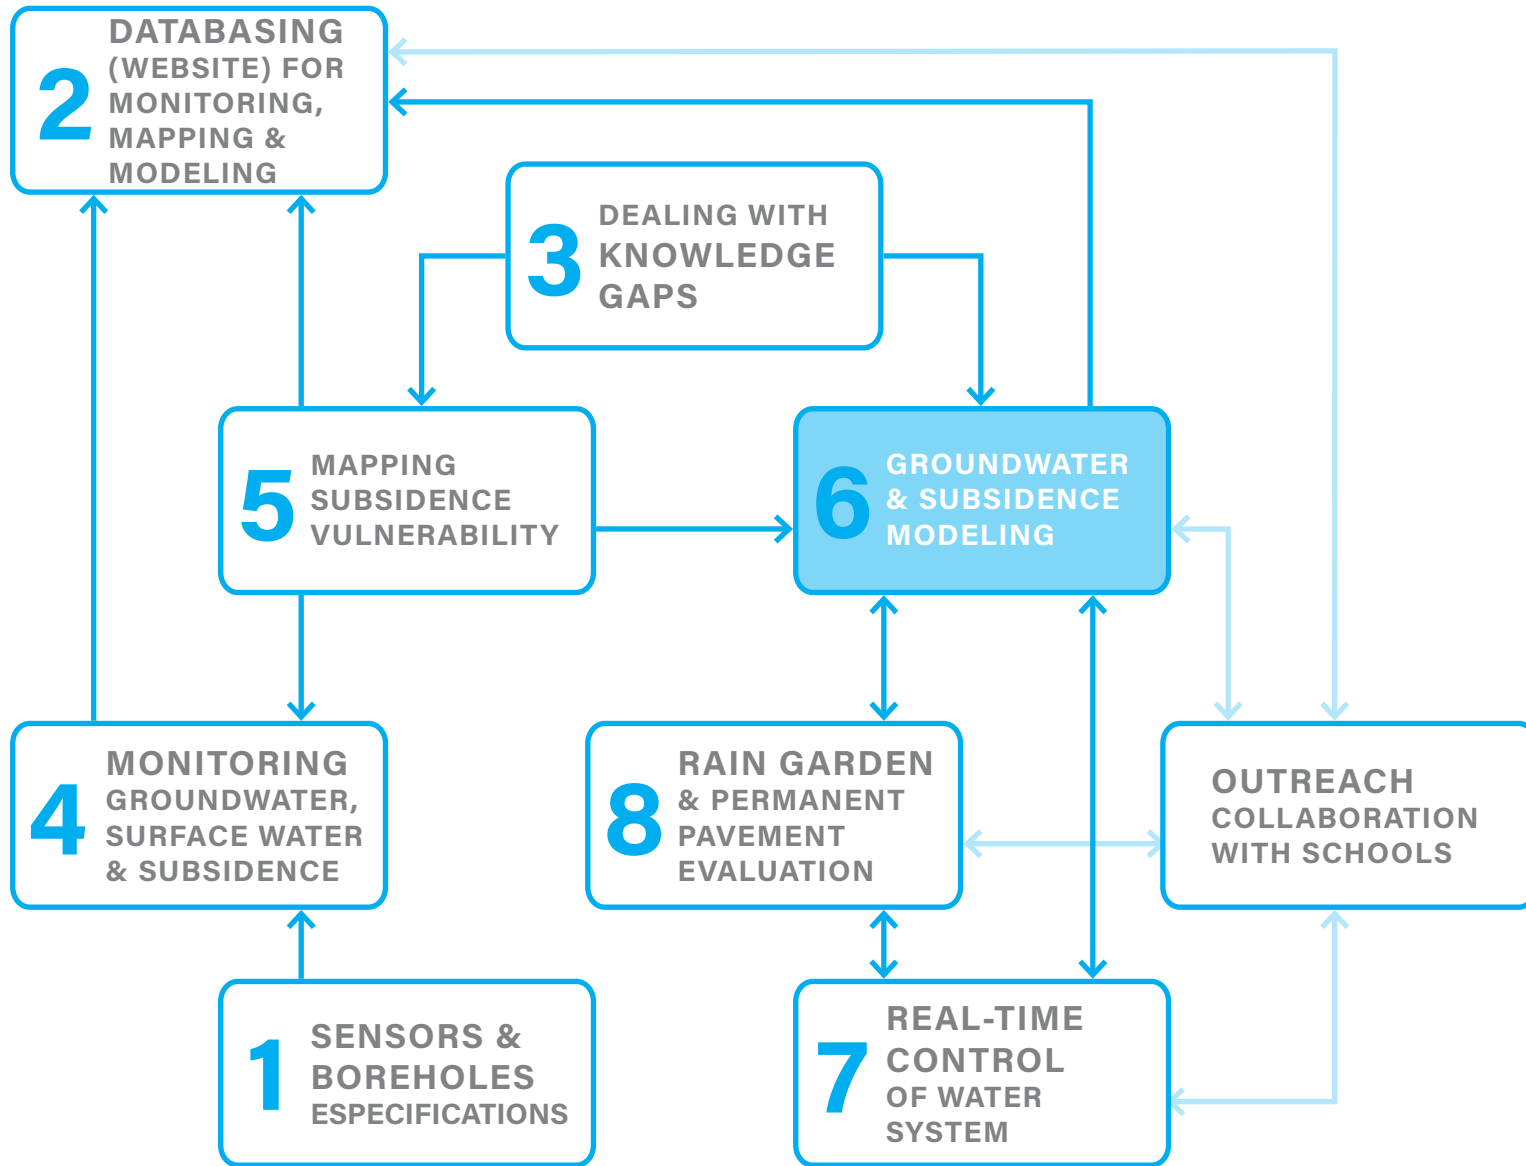 2
DATABASING
(WEBSITE) FOR
MONITORING,
MAPPING &
MODELING
3
DEALING WITH
KNOWLEDGE
GAPS
5
MAPPING
SUBSIDENCE
VULNERABILITY
6
GROUNDWATER
& SUBSIDENCE
MODELING
4
MONITORING
GROUNDWATER,
SURFACE WATER
& SUBSIDENCE
8
RAIN GARDEN
& PERMANENT
PAVEMENT
EVALUATION
OUTREACH
COLLABORATION
WITH SCHOOLS
1
SENSORS &
BOREHOLES
ESPECIFICATIONS
7
REAL-TIME
CONTROL
OF WATER
SYSTEM